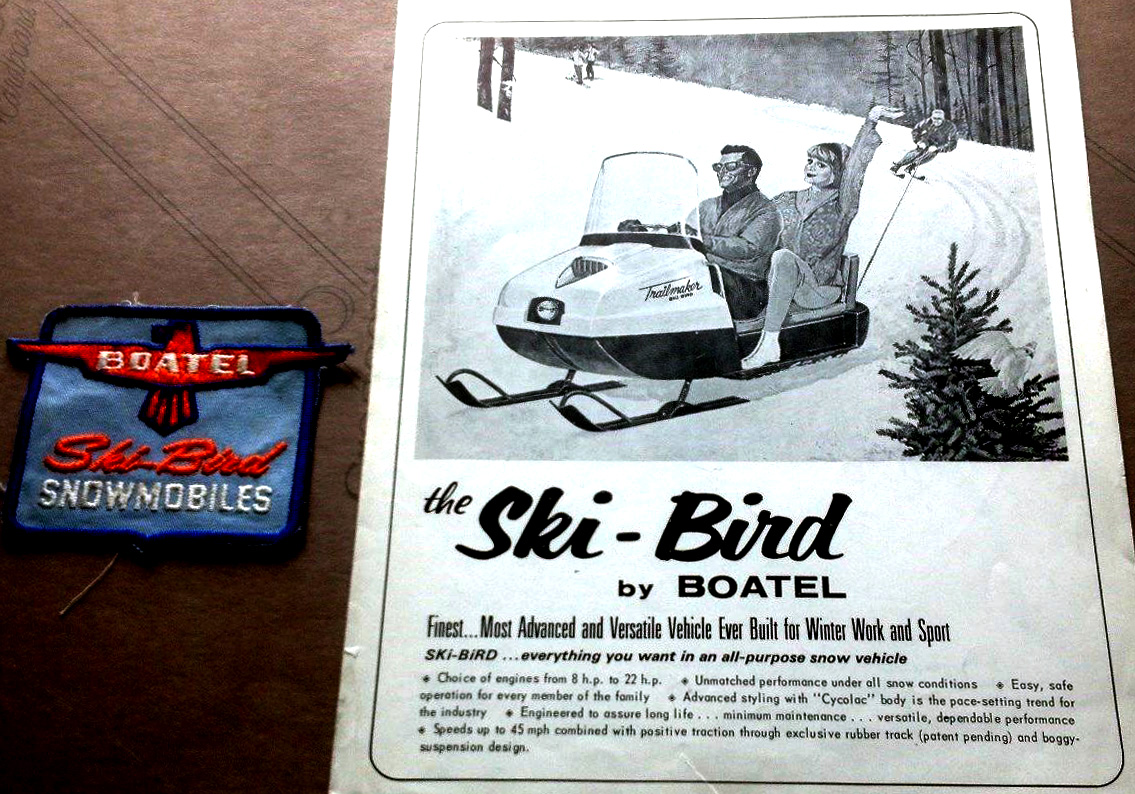 BOATEL
Ski-Bird
SNOWMOBILES
Trailmaker
SKI-BIRD
the Ski-Bird
by BOATEL
Finest...Most Advanced and Versatile Vehicle Ever Built for Winter Work and Sport
SKi-BiRD ...everything you want in an all-purpose snow vehicle
◆ Choice of engines from 8 h.p. to 22 h.p. ◆ Unmatched performance under all snow conditions ◆ Easy, safe
operation for every member of the family ◆ Advanced styling with "Cycolac" body is the pace-setting trend for
the industry ◆ Engineered to assure long life . . . minimum maintenance . . . versatile, dependable performance
◆ Speeds up to 45 mph combined with positive traction through exclusive rubber track (patent pending) and boggy-
suspension design.